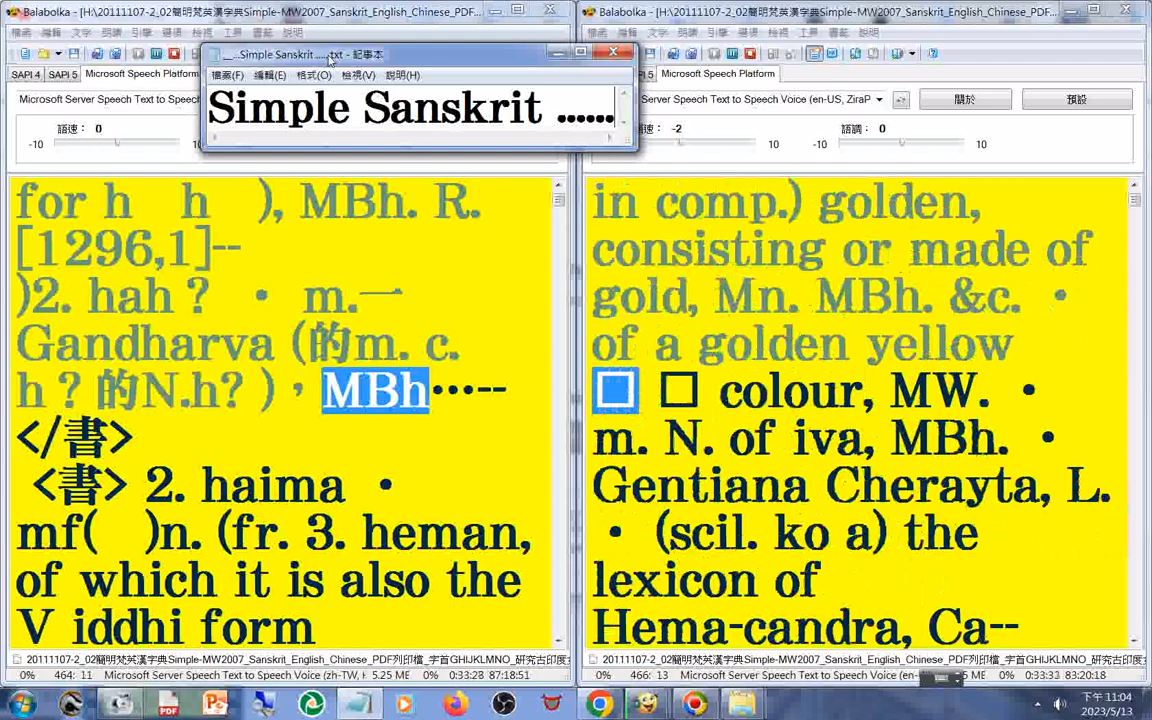 Balabolka - [H:\20111107-2_02簡明梵英漢字典Simple-MW2007_Sanskrit_English_Chinese_PDF...
Balabolka - [H:\20111107-2_02簡明梵英漢字典Simple-MW2007_Sanskrit_English_Chinese_PDF...
__...Simple Sanskrit ......txt - 記事本
檔案(F) 編輯(E) 格式(O) 檢視(V) 說明(H)
Simple Sanskrit ......
SAPI 4 SAPI 5 Microsoft Speech Platform
Microsoft Speech Platform
Microsoft Server Speech Text to Speech
Server Speech Text to Speech Voice (en-US, ZiraP
關於 預設
語速： 0
-10
語速： -2 語調： 0
10 -10 10
for h h ), MBh. R.
[1296,1]--
)2. hah ? • m.一
Gandharva (的m. c.
h ? 的N.h? )，MBh…--
</書>
<書> 2. haima •
mf( )n. (fr. 3. heman,
of which it is also the
V iddhi form
in comp.) golden,
consisting or made of
gold, Mn. MBh. &c. •
of a golden yellow
□ □ colour, MW. •
m. N. of iva, MBh. •
Gentiana Cherayta, L.
• (scil. ko a) the
lexicon of
Hema-candra, Ca--
20111107-2_02簡明梵英漢字典Simple-MW2007_Sanskrit_English_Chinese_PDF列印檔_字首GHIJKLMNO_研究古印度
20111107-2_02簡明梵英漢字典Simple-MW2007_Sanskrit_English_Chinese_PDF列印檔_字首GHIJKLMNO_研究古印度
0% 464: 11 Microsoft Server Speech Text to Speech Voice (zh-TW, H 5.25 ME 0% 0:33:28 87:18:51
0% 466: 13 Microsoft Server Speech Text to Speech Voice (en- ME 0% 0:33:44 83:20:18
下午 11:04
2023/5/13